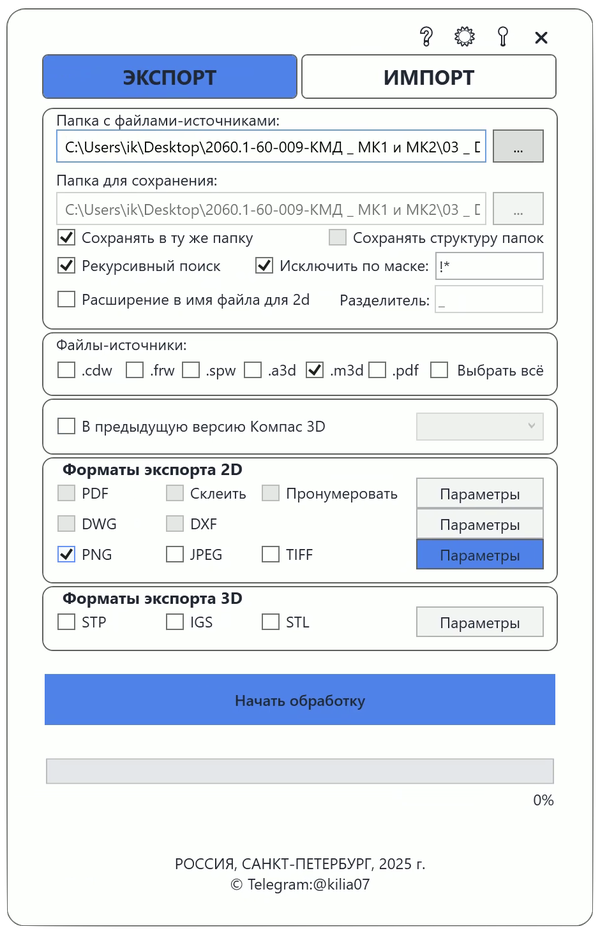 ЭКСПОРТ ИМПОРТ
Папка с файлами-источниками:
C:\Users\ik\Desktop\2060.1-60-009-КМД _ МК1 и МК2\03 _ ...
Папка для сохранения:
C:\Users\ik\Desktop\2060.1-60-009-КМД _ МК1 и МК2\03 _ ...
Сохранять в ту же папку Сохранять структуру папок
Рекурсивный поиск Исключить по маске: !*
Расширение в имя файла для 2d Разделитель: _
Файлы-источники:
.cdw .frw .spw .a3d .m3d .pdf Выбрать всё
В предыдущую версию Компас 3D
Форматы экспорта 2D
PDF Склеить Пронумеровать Параметры
DWG DXF Параметры
PNG JPEG TIFF Параметры
Форматы экспорта 3D
STP IGS STL Параметры
Начать обработку
0%
РОССИЯ, САНКТ-ПЕТЕРБУРГ, 2025 г.
© Telegram:@kilia07